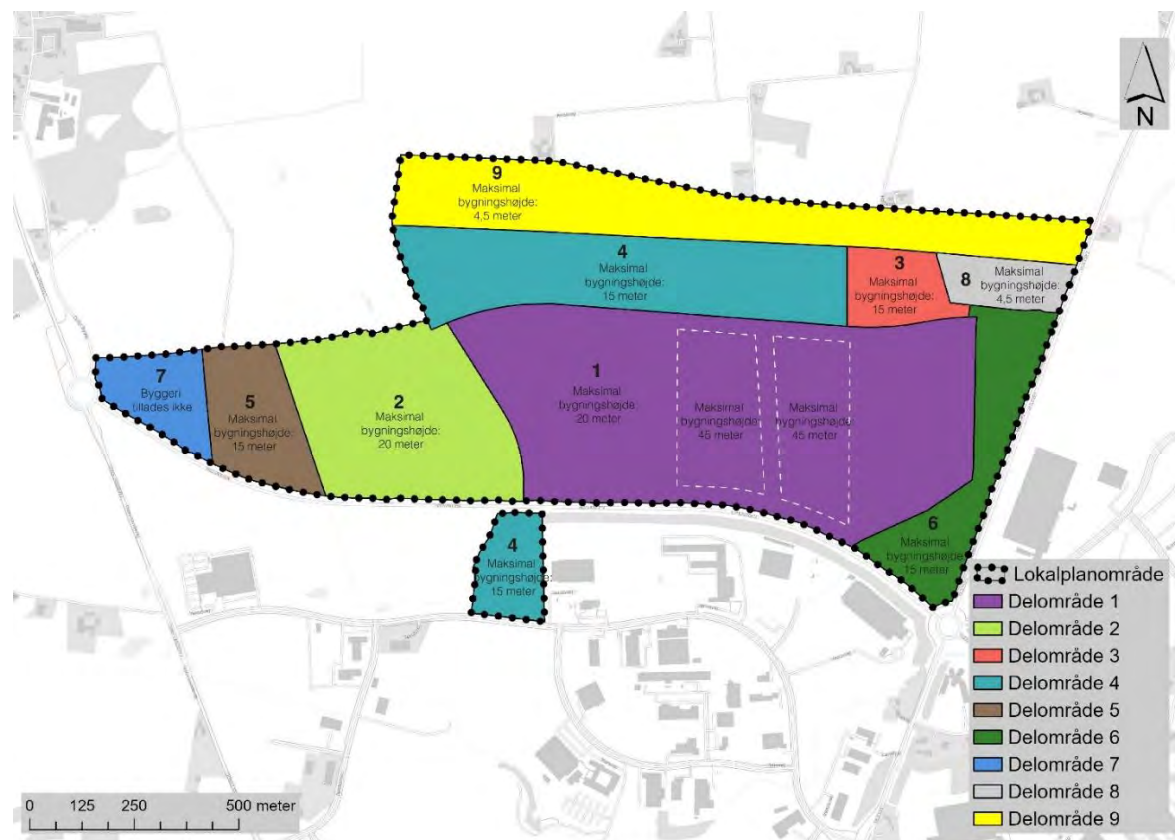 N
9
Maksimal
bygningshøjde:
4,5 meter
4
Maksimal
bygningshøjde:
15 meter
3
Maksimal
bygningshøjde:
15 meter
8
Maksimal
bygningshøjde:
4,5 meter
7
Byggeri
tillades ikke
5
Maksimal
bygningshøjde:
15 meter
2
Maksimal
bygningshøjde:
20 meter
1
Maksimal
bygningshøjde:
20 meter
Maksimal
bygningshøjde:
45 meter
Maksimal
bygningshøjde:
45 meter
6
Maksimal
bygningshøjde:
15 meter
4
Maksimal
bygningshøjde:
15 meter
Lokalplanområde
Delområde 1
Delområde 2
Delområde 3
Delområde 4
Delområde 5
Delområde 6
Delområde 7
Delområde 8
Delområde 9
0 125 250 500 meter